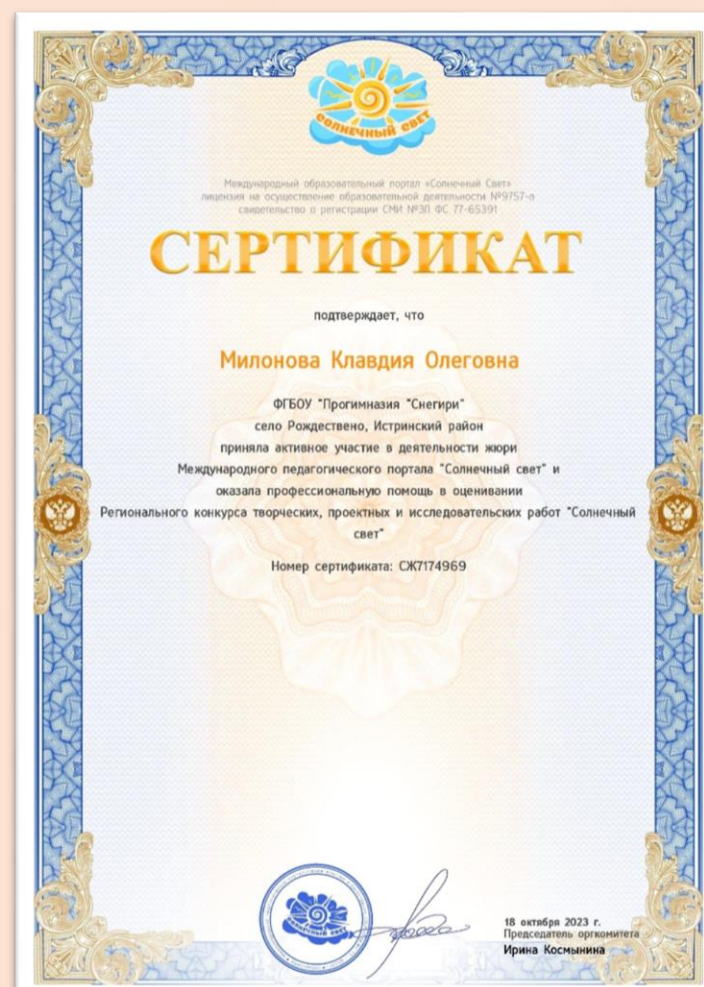 СОЛНЕЧНЫЙ СВЕТ
Международный образовательный портал «Солнечный Свет»
лицензия на осуществление образовательной деятельности №9757-л
свидетельство о регистрации СМИ №ЭЛ ФС 77-65391
СЕРТИФИКАТ
подтверждает, что
Милонова Клавдия Олеговна
ФГБОУ "Прогимназия "Снегири"
село Рождествено, Истринский район
приняла активное участие в деятельности жюри
Международного педагогического портала "Солнечный свет" и
оказала профессиональную помощь в оценивании
Регионального конкурса творческих, проектных и исследовательских работ "Солнечный
свет"
Номер сертификата: СЖ7174969
СОЛНЕЧНЫЙ СВЕТ
18 октября 2023 г.
Председатель оргкомитета
Ирина Космынина